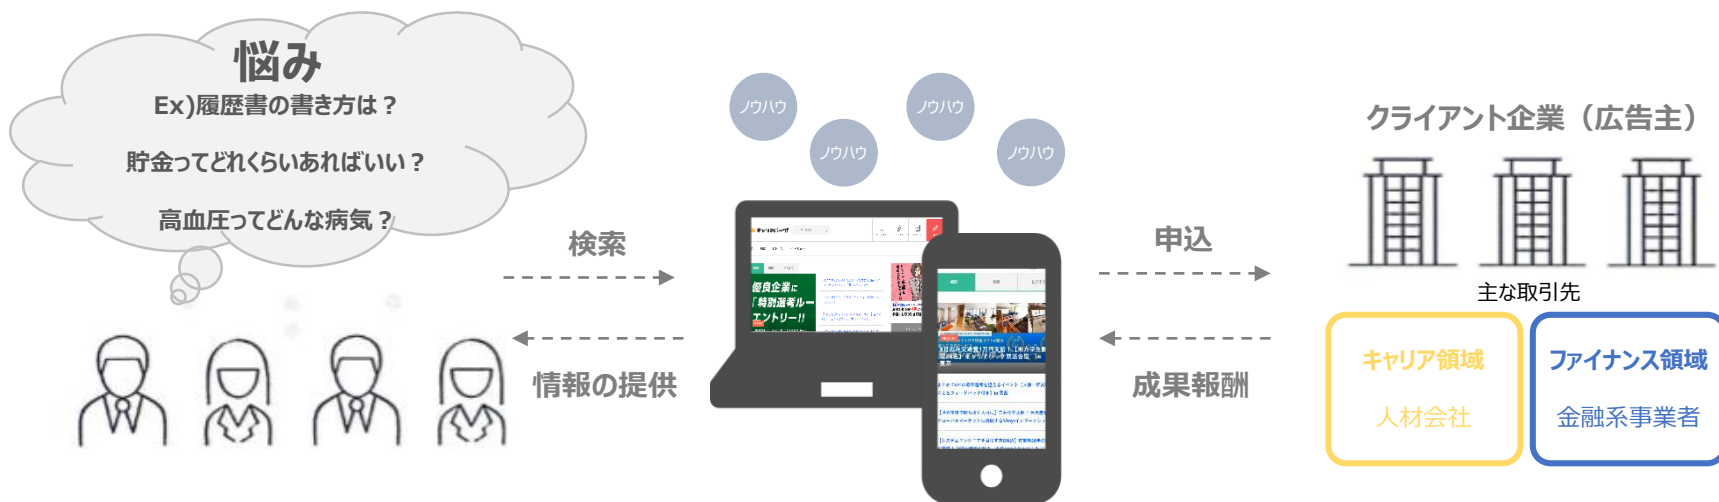 悩み
Ex)履歴書の書き方は？
貯金ってどれくらいあればいい？
高血圧ってどんな病気？
検索
情報の提供
ノウハウ
ノウハウ
ノウハウ
ノウハウ
優良企業に
「特別選考ルー
エントリー!!
申込
成果報酬
クライアント企業（広告主）
主な取引先
キャリア領域
人材会社
ファイナンス領域
金融系事業者